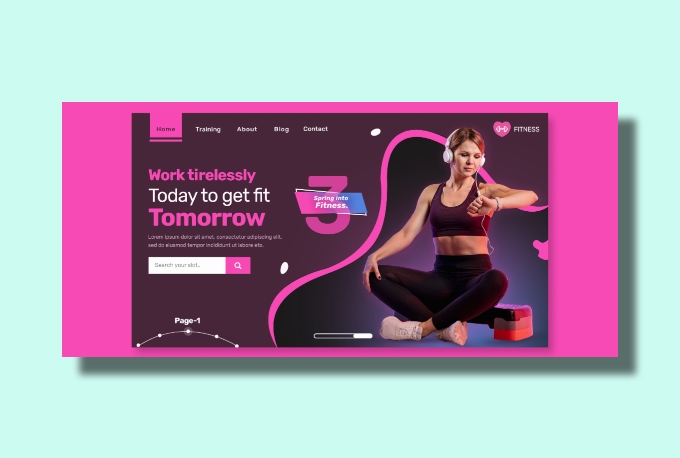 Home Training About Blog Contact
FITNESS
Work tirelessly
Today to get fit
Tomorrow
Lorem ipsum dolor sit amet, consectetur adipiscing elit,
sed do eiusmod tempor incididunt ut labore ete.
Search your slot..
3
Spring into
Fitness.
Page-1